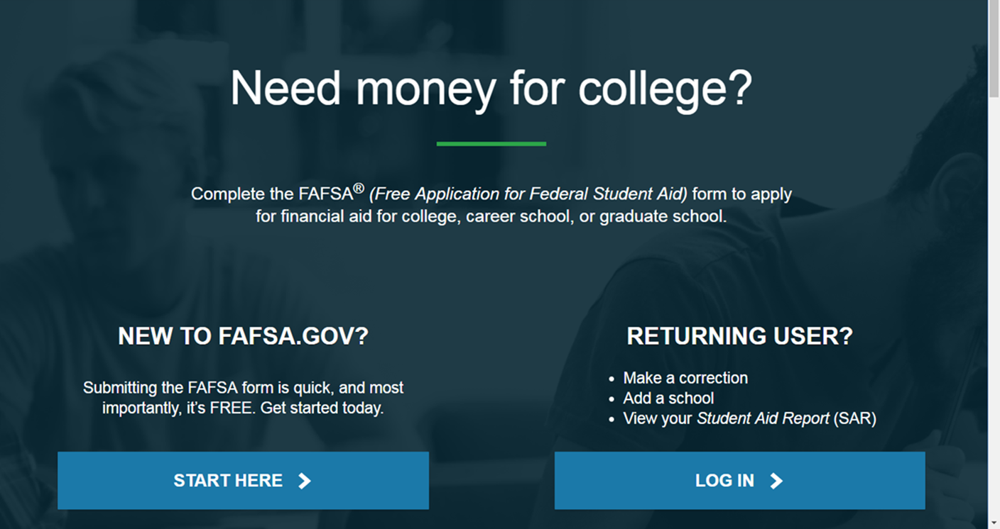 Need money for college?
Complete the FAFSA® (Free Application for Federal Student Aid) form to apply
for financial aid for college, career school, or graduate school.
NEW TO FAFSA.GOV?
Submitting the FAFSA form is quick, and most
importantly, it's FREE. Get started today.
START HERE
RETURNING USER?
• Make a correction
• Add a school
• View your Student Aid Report (SAR)
LOG IN